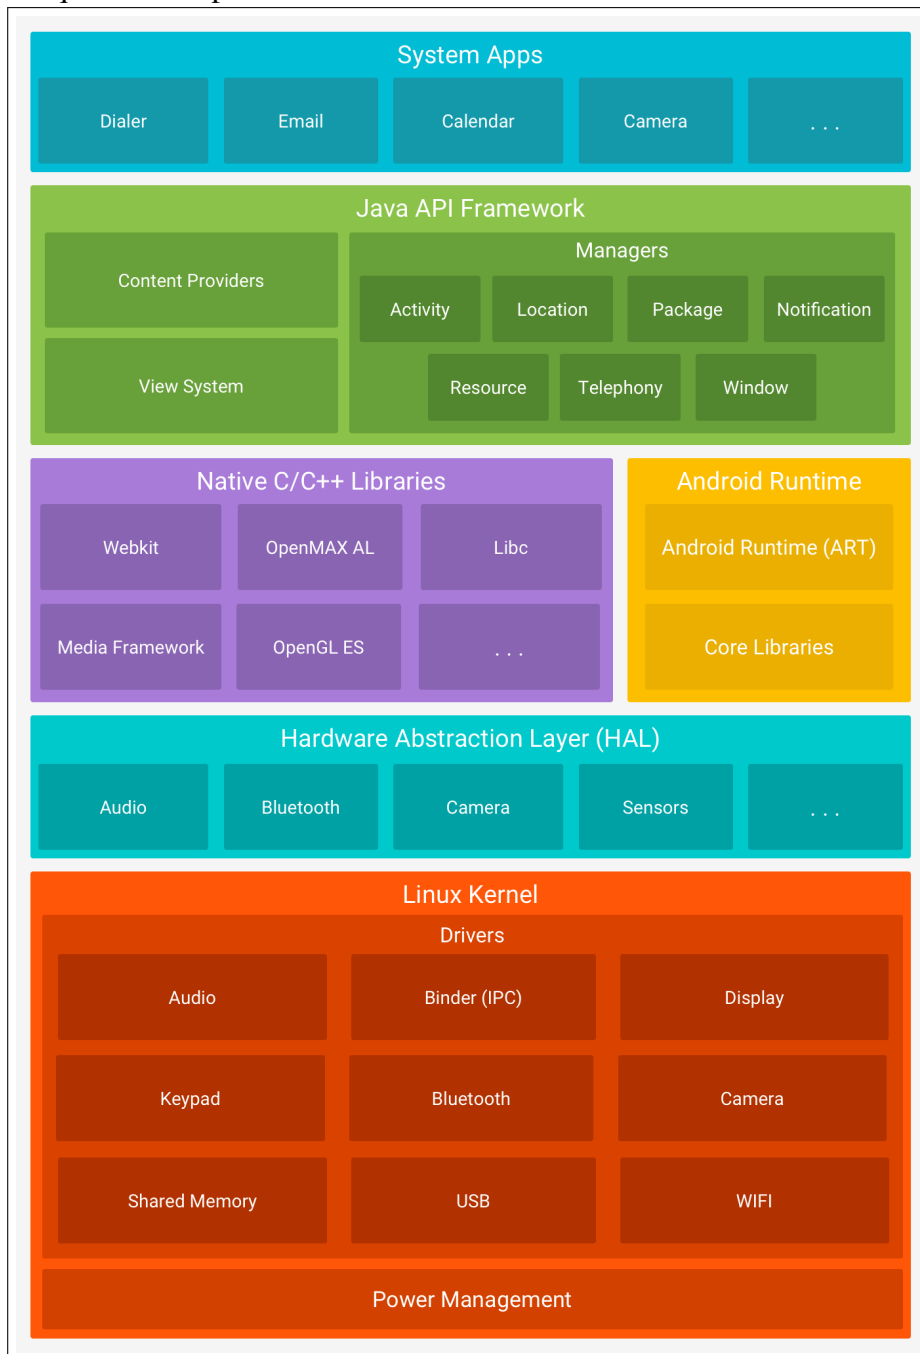 System Apps
Dialer
Email
Calendar
Camera
. . .
Java API Framework
Content Providers
View System
Managers
Activity
Location
Package
Notification
Resource
Telephony
Window
Native C/C++ Libraries
Webkit
OpenMAX AL
Libc
Media Framework
OpenGL ES
. . .
Android Runtime
Android Runtime (ART)
Core Libraries
Hardware Abstraction Layer (HAL)
Audio
Bluetooth
Camera
Sensors
. . .
Linux Kernel
Drivers
Audio
Binder (IPC)
Display
Keypad
Bluetooth
Camera
Shared Memory
USB
WIFI
Power Management